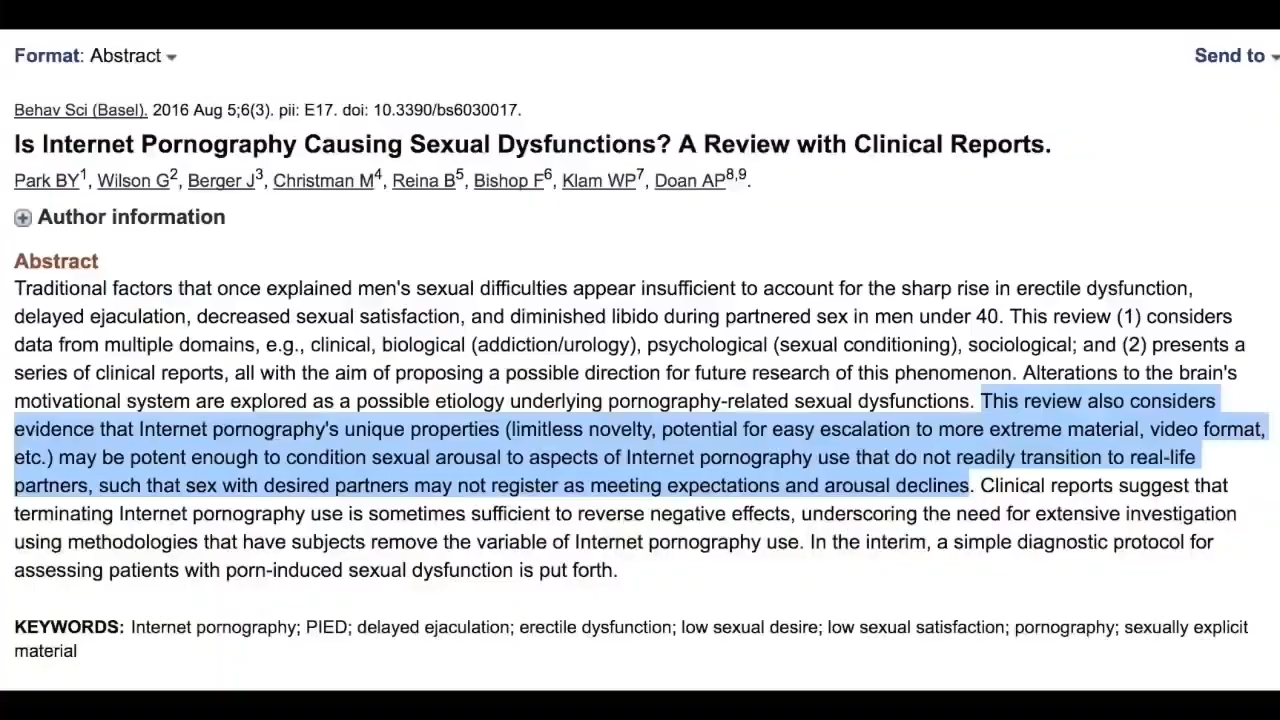 Format: Abstract
Send to
Behav Sci (Basel). 2016 Aug 5;6(3). pii: E17. doi: 10.3390/bs6030017.
Is Internet Pornography Causing Sexual Dysfunctions? A Review with Clinical Reports.
Park BY1, Wilson G2, Berger J3, Christman M4, Reina B5, Bishop F6, Klam WP7, Doan AP8,9.
Author information
Abstract
Traditional factors that once explained men's sexual difficulties appear insufficient to account for the sharp rise in erectile dysfunction,
delayed ejaculation, decreased sexual satisfaction, and diminished libido during partnered sex in men under 40. This review (1) considers
data from multiple domains, e.g., clinical, biological (addiction/urology), psychological (sexual conditioning), sociological; and (2) presents a
series of clinical reports, all with the aim of proposing a possible direction for future research of this phenomenon. Alterations to the brain's
motivational system are explored as a possible etiology underlying pornography-related sexual dysfunctions. This review also considers
evidence that Internet pornography's unique properties (limitless novelty, potential for easy escalation to more extreme material, video format,
etc.) may be potent enough to condition sexual arousal to aspects of Internet pornography use that do not readily transition to real-life
partners, such that sex with desired partners may not register as meeting expectations and arousal declines. Clinical reports suggest that
terminating Internet pornography use is sometimes sufficient to reverse negative effects, underscoring the need for extensive investigation
using methodologies that have subjects remove the variable of Internet pornography use. In the interim, a simple diagnostic protocol for
assessing patients with porn-induced sexual dysfunction is put forth.
KEYWORDS: Internet pornography; PIED; delayed ejaculation; erectile dysfunction; low sexual desire; low sexual satisfaction; pornography; sexually explicit
material